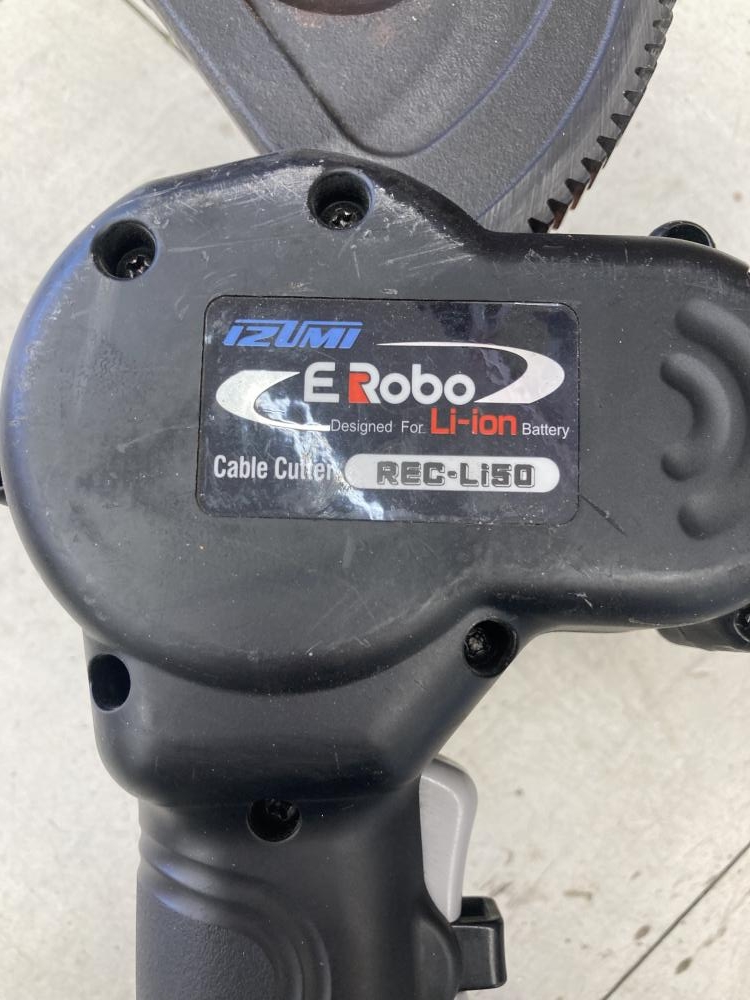 IZUMI
E Robo
Designed For Li-ion Battery
Cable Cutter REC-Li50